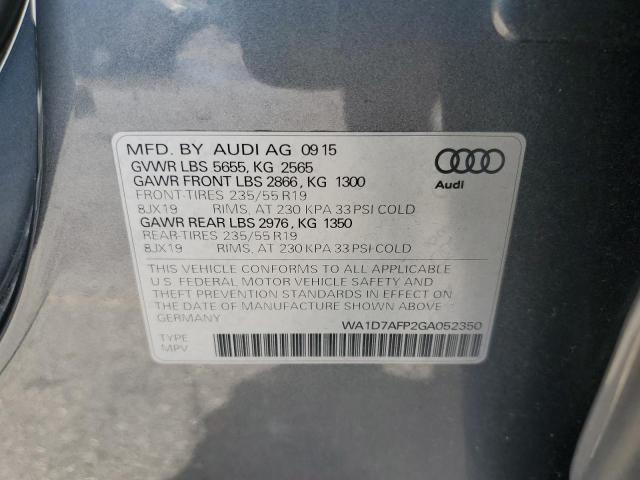 MFD. BY AUDI AG 09 15
GVWR LBS 5655, KG 2565
GAWR FRONT LBS 2866, KG 1300
FRONT-TIRES 235/55 R19
8JX19 RIMS, AT 230 KPA 33 PSI COLD
GAWR REAR LBS 2976, KG 1350
REAR-TIRES 235/55 R19
8JX19 RIMS, AT 230 KPA 33 PSI COLD
Audi
THIS VEHICLE CONFORMS TO ALL APPLICABLE
U.S. FEDERAL MOTOR VEHICLE SAFETY AND
THEFT PREVENTION STANDARDS IN EFFECT ON
THE DATE OF MANUFACTURE SHOWN ABOVE.
GERMANY
WA1D7AFP2GA052350
TYPE
MPV